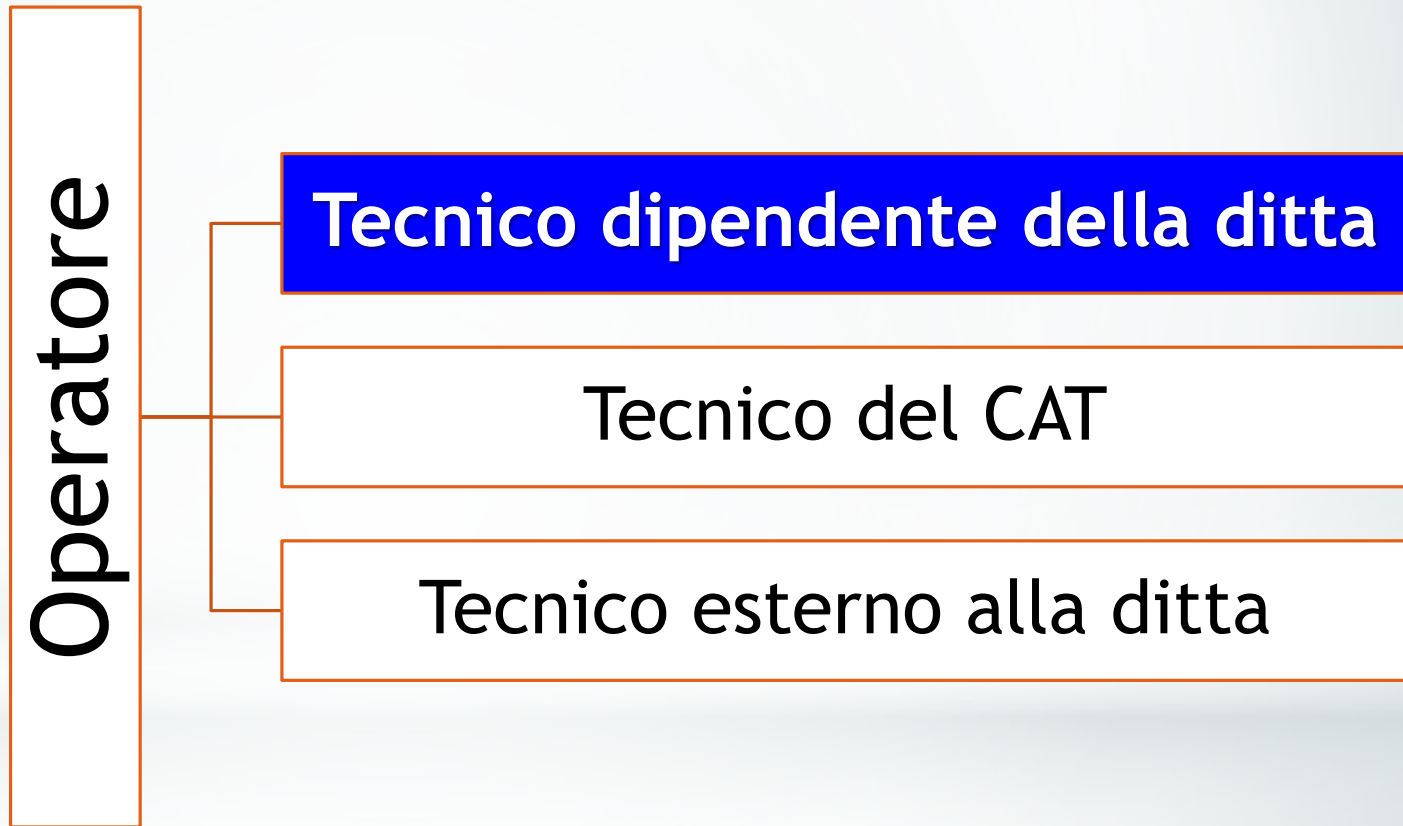 Operatore
Tecnico dipendente della ditta
Tecnico del CAT
Tecnico esterno alla ditta